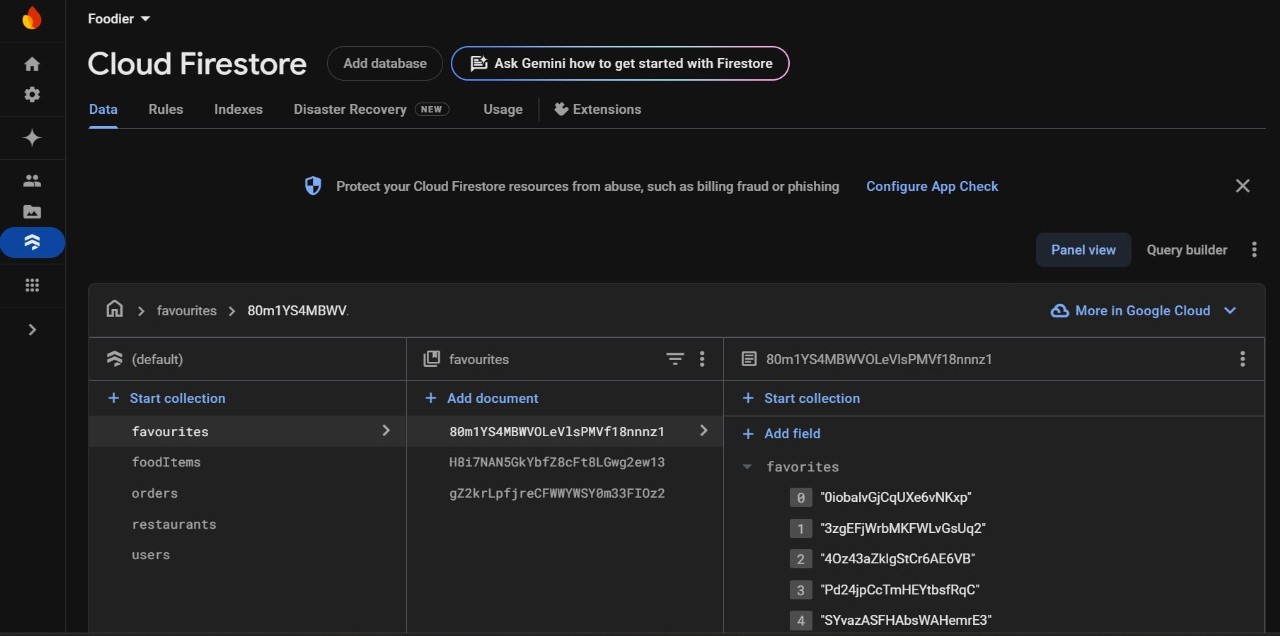 Foodier
Cloud Firestore
Add database
Ask Gemini how to get started with Firestore
Data
Rules
Indexes
Disaster Recovery
NEW
Usage
Extensions
Protect your Cloud Firestore resources from abuse, such as billing fraud or phishing
Configure App Check
Panel view
Query builder
favourites
80m1YS4MBWV.
More in Google Cloud
(default)
favourites
80m1YS4MBWVOLeVlsPMVf18nnnz1
Start collection
Add document
Start collection
favourites
80m1YS4MBWVOLeVlsPMVf18nnnz1
Add field
foodItems
H8i7NAN5GkYbfZ8cFt8LGwg2ew13
favorites
orders
gZ2krLpfjreCFWWYWSY0m33FIOz2
0 "0iobalvGjCqUXe6vNKxp"
restaurants
1 "3zgEFjWrbMKFWLvGsUq2"
users
2 "4Oz43aZklgStCr6AE6VB"
3 "Pd24jpCcTmHEYtbsfRqC"
4 "SYvazASFHAbsWAHemrE3"